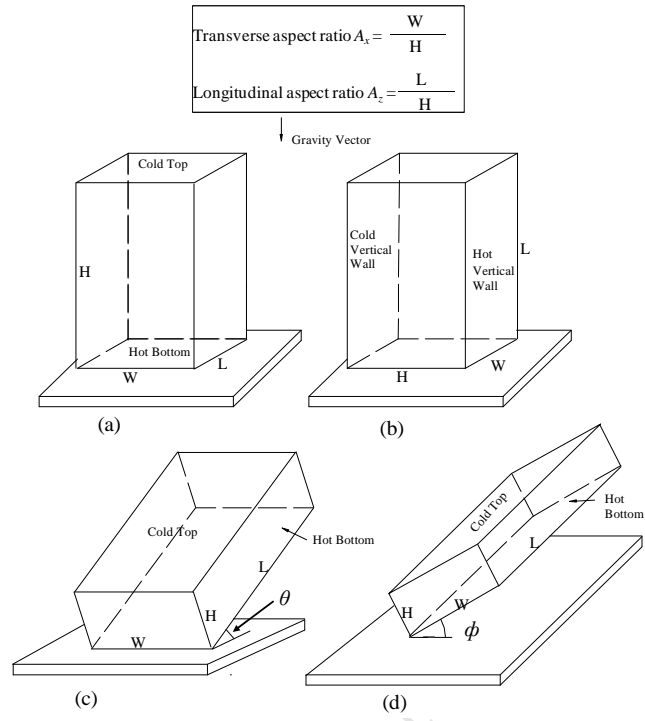 Transverse aspect ratio Aₓ = W
H
Longitudinal aspect ratio A_z = L
H
Gravity Vector
Cold Top
H
Hot Bottom
W
L
(a)
Cold
Vertical
Wall
Hot
Vertical
Wall
L
H
W
(b)
Cold Top
Hot Bottom
L
H
θ
W
(c)
Cold Top
Hot
Bottom
L
H
W
ϕ
(d)